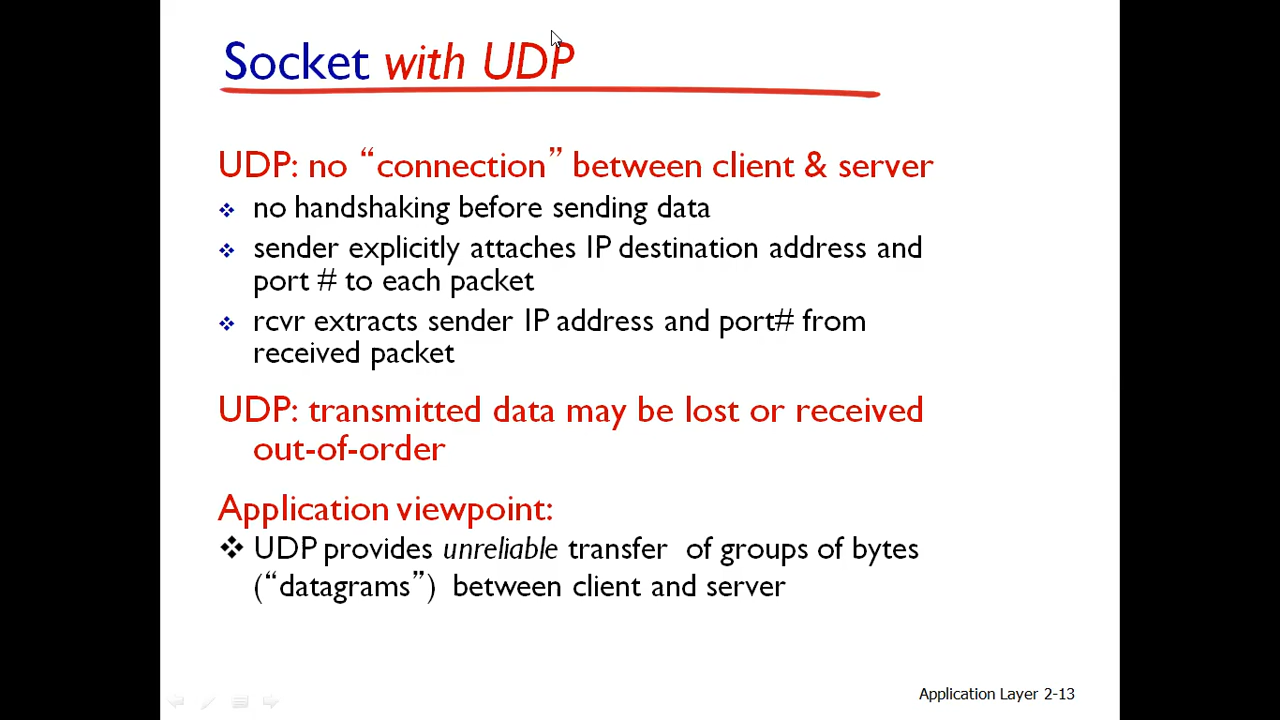 Socket with UDP
UDP: no “connection” between client & server
no handshaking before sending data
sender explicitly attaches IP destination address and
port # to each packet
rcvr extracts sender IP address and port# from
received packet
UDP: transmitted data may be lost or received
out-of-order
Application viewpoint:
UDP provides unreliable transfer of groups of bytes
(“datagrams”) between client and server
Application Layer 2-13